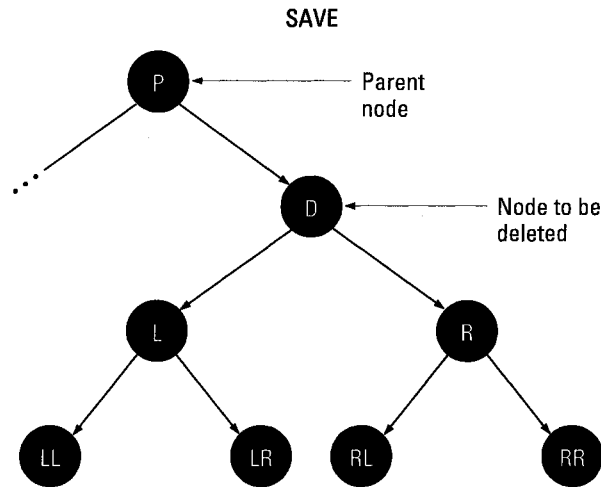 SAVE
P
Parent
node
D
Node to be
deleted
L
R
LL
LR
RL
RR